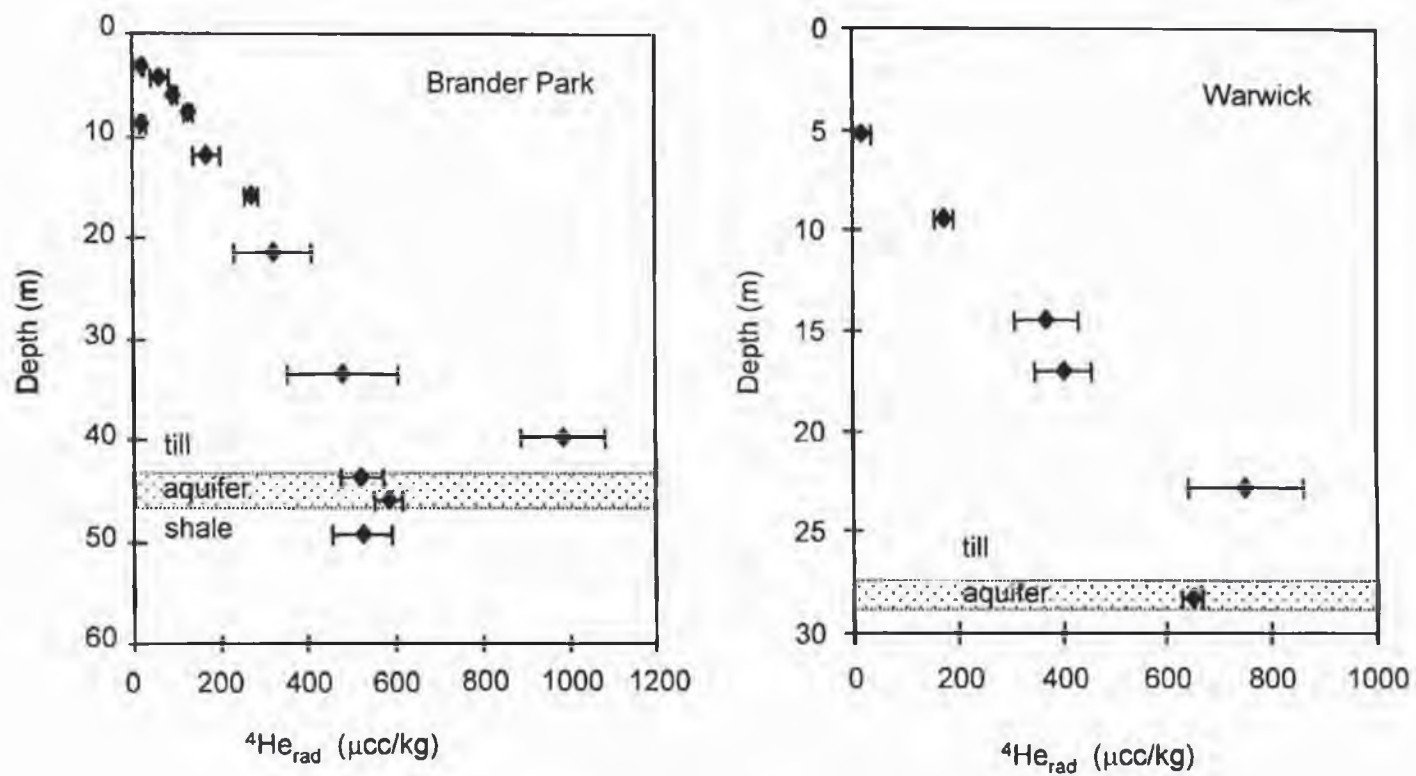 0
10
20
30
40
50
60
Depth (m)
Brander Park
till
aquifer
shale
0 200 400 600 800 1000 1200
⁴He_rad (μcc/kg)
0
5
10
15
20
25
30
Depth (m)
Warwick
till
aquifer
0 200 400 600 800 1000
⁴He_rad (μcc/kg)